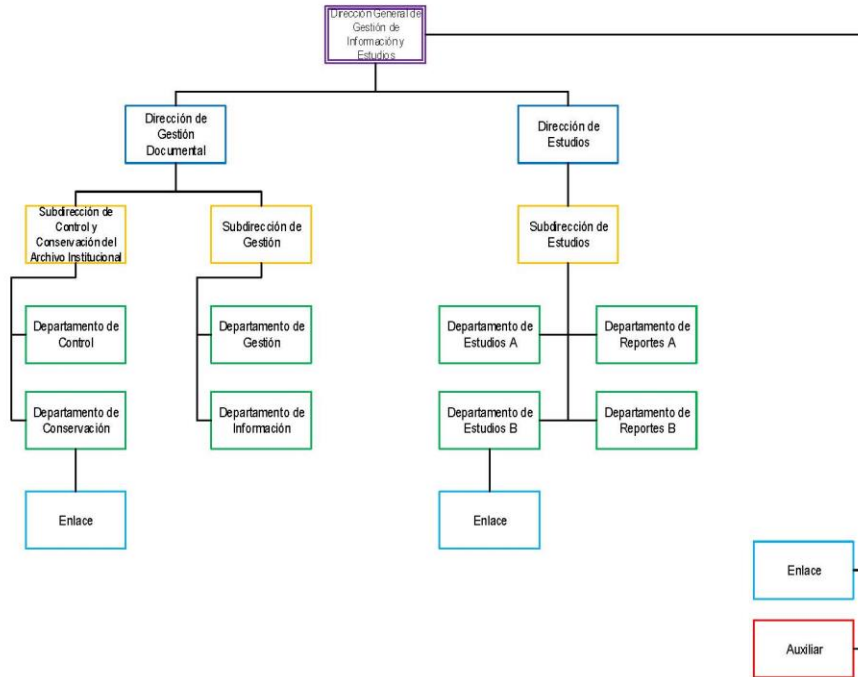 Dirección General de
Gestión de
Información y
Estudios
Dirección de
Gestión
Documental
Dirección de
Estudios
Subdirección de
Control y
Conservación del
Archivo Institucional
Subdirección de
Gestión
Subdirección de
Estudios
Departamento de
Control
Departamento de
Gestión
Departamento de
Estudios A
Departamento de
Reportes A
Departamento de
Conservación
Departamento de
Información
Departamento de
Estudios B
Departamento de
Reportes B
Enlace
Enlace
Enlace
Auxiliar